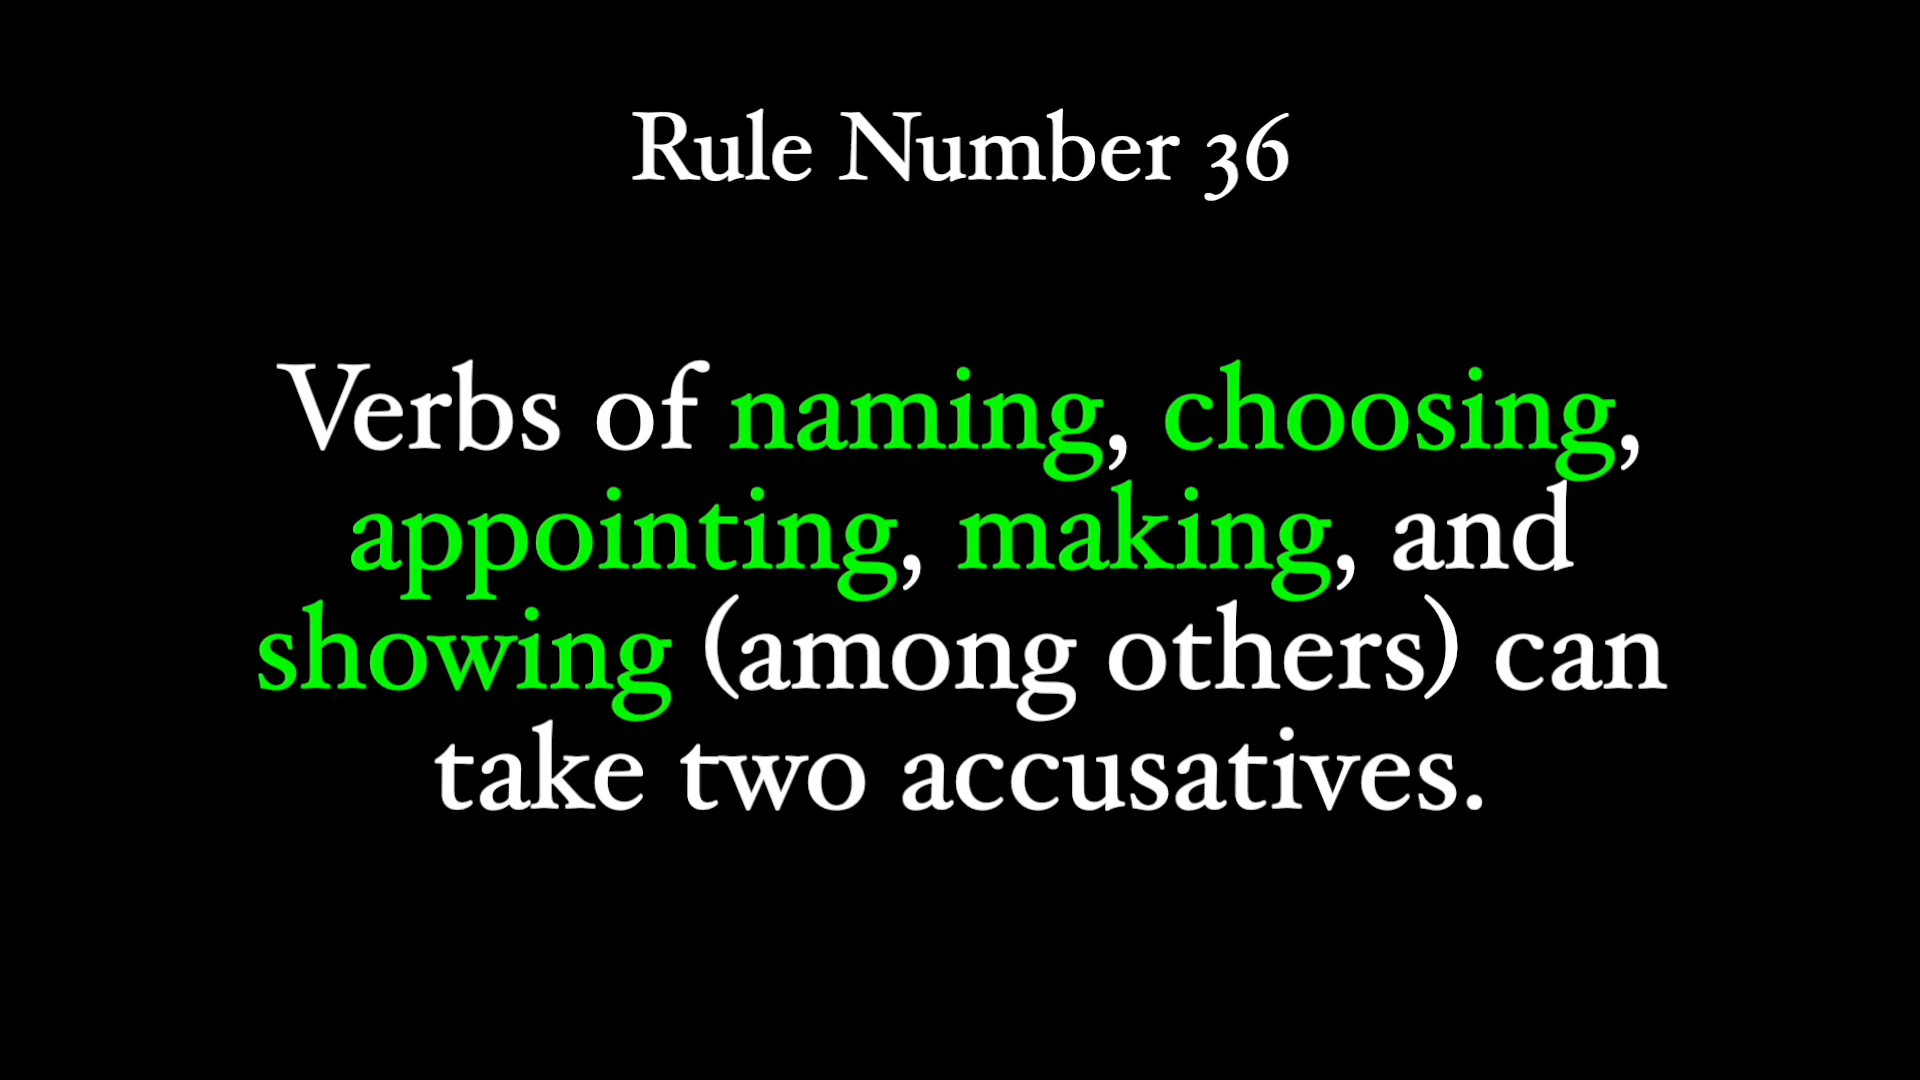 Rule Number 36
Verbs of naming, choosing,
appointing, making, and
showing (among others) can
take two accusatives.